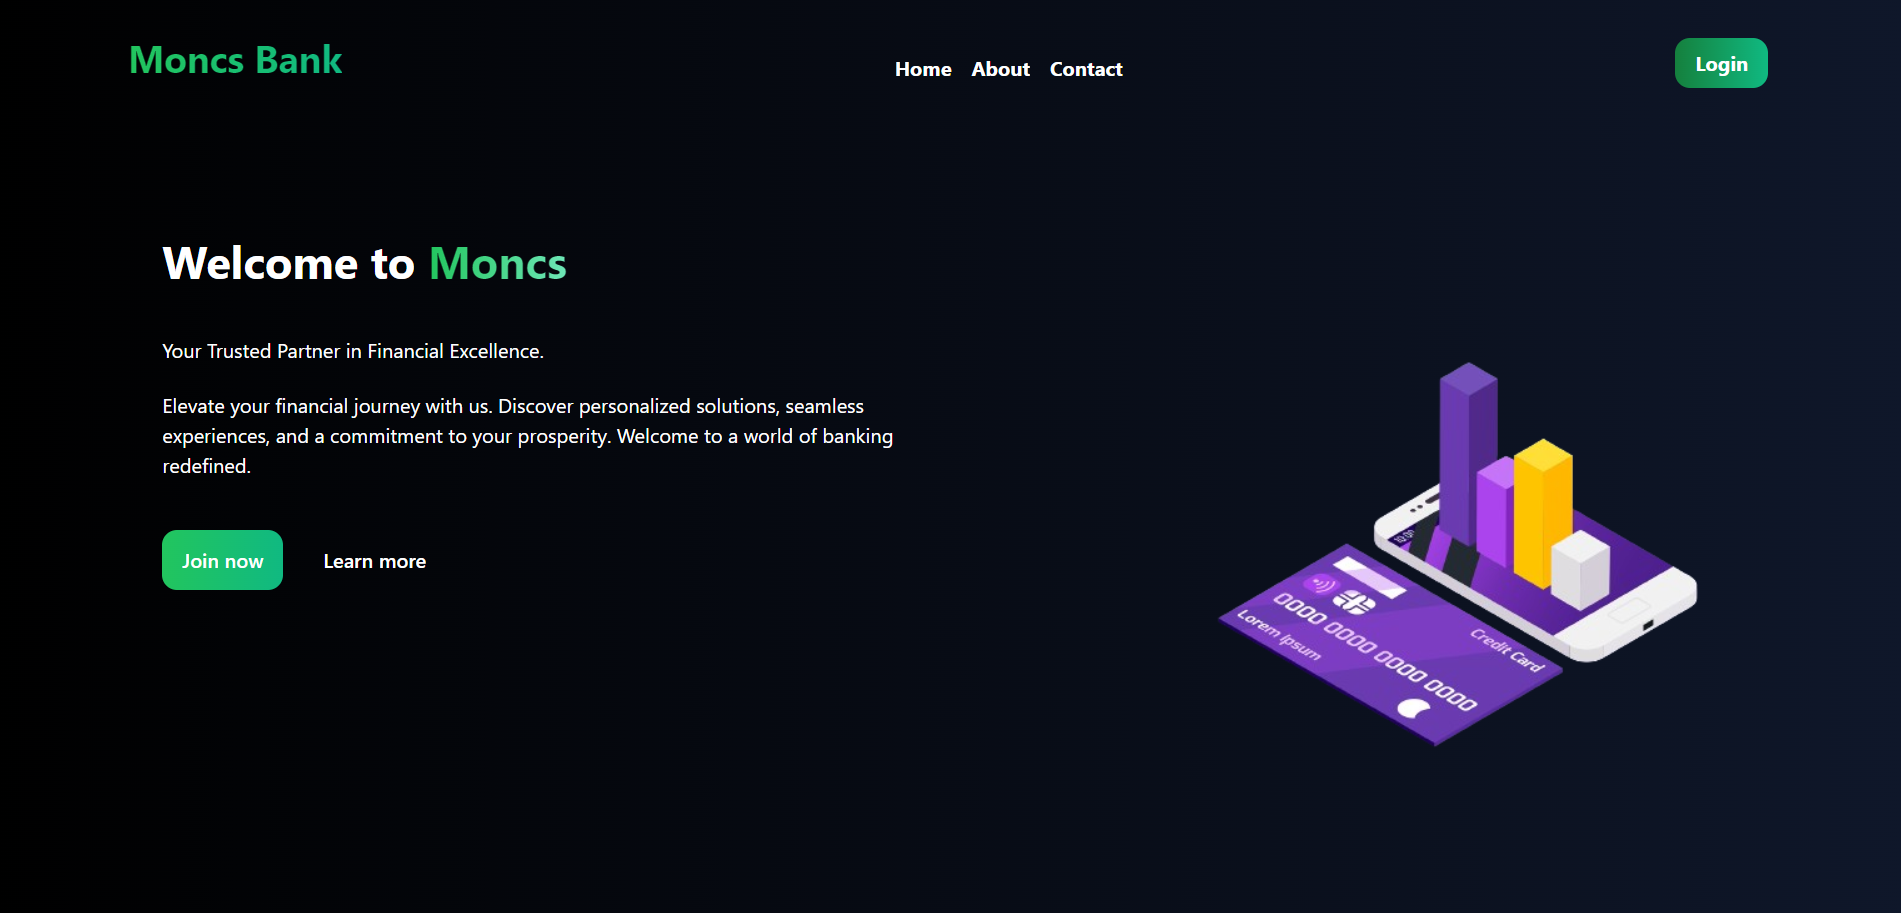 Moncs Bank
Home About Contact
Login
Welcome to Moncs
Your Trusted Partner in Financial Excellence.
Elevate your financial journey with us. Discover personalized solutions, seamless
experiences, and a commitment to your prosperity. Welcome to a world of banking
redefined.
Join now
Learn more
0000 0000 0000 0000
Lorem Ipsum
Credit Card